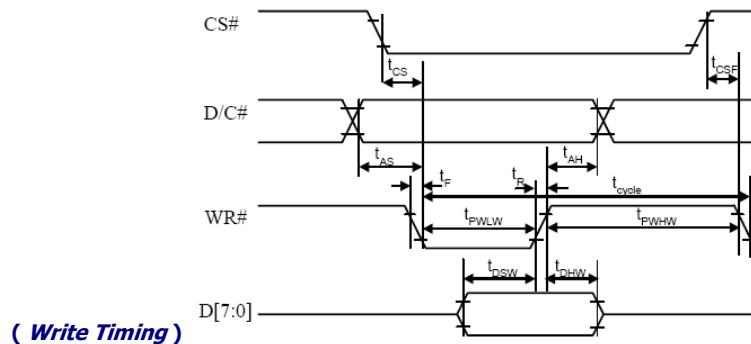 CS#
tCS
tCSF
D/C#
tAS
tAH
tF
tR
tcycle
WR#
tPWLW
tPWHW
tDSW
tDHW
D[7:0]
( Write Timing )